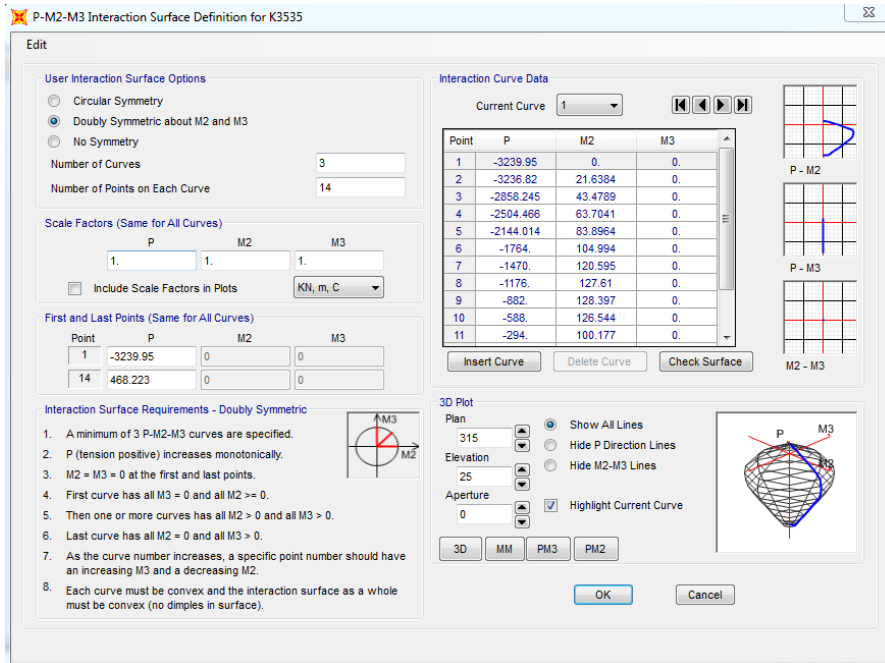 P-M2-M3 Interaction Surface Definition for K3535
Edit
User Interaction Surface Options
Circular Symmetry
Doubly Symmetric about M2 and M3
No Symmetry
Number of Curves 3
Number of Points on Each Curve 14
Scale Factors (Same for All Curves)
P M2 M3
1. 1. 1.
Include Scale Factors in Plots KN, m, C
First and Last Points (Same for All Curves)
Point P M2 M3
1 -3239.95 0 0
14 468.223 0 0
Interaction Surface Requirements - Doubly Symmetric
1. A minimum of 3 P-M2-M3 curves are specified.
2. P (tension positive) increases monotonically.
3. M2 = M3 = 0 at the first and last points.
4. First curve has all M3 = 0 and all M2 >= 0.
5. Then one or more curves has all M2 > 0 and all M3 > 0.
6. Last curve has all M2 = 0 and all M3 > 0.
7. As the curve number increases, a specific point number should have
an increasing M3 and a decreasing M2.
8. Each curve must be convex and the interaction surface as a whole
must be convex (no dimples in surface).
M3
M2
Interaction Curve Data
Current Curve 1
Point P M2 M3
1 -3239.95 0. 0.
2 -3236.82 21.6384 0.
3 -2858.245 43.4789 0.
4 -2504.466 63.7041 0.
5 -2144.014 83.8964 0.
6 -1764. 104.994 0.
7 -1470. 120.595 0.
8 -1176. 127.61 0.
9 -882. 128.397 0.
10 -588. 126.544 0.
11 -294. 100.177 0.
Insert Curve Delete Curve Check Surface
P - M2
P - M3
M2 - M3
3D Plot
Plan
315
Elevation
25
Aperture
0
Show All Lines
Hide P Direction Lines
Hide M2-M3 Lines
Highlight Current Curve
3D MM PM3 PM2
P M3
M2
OK Cancel